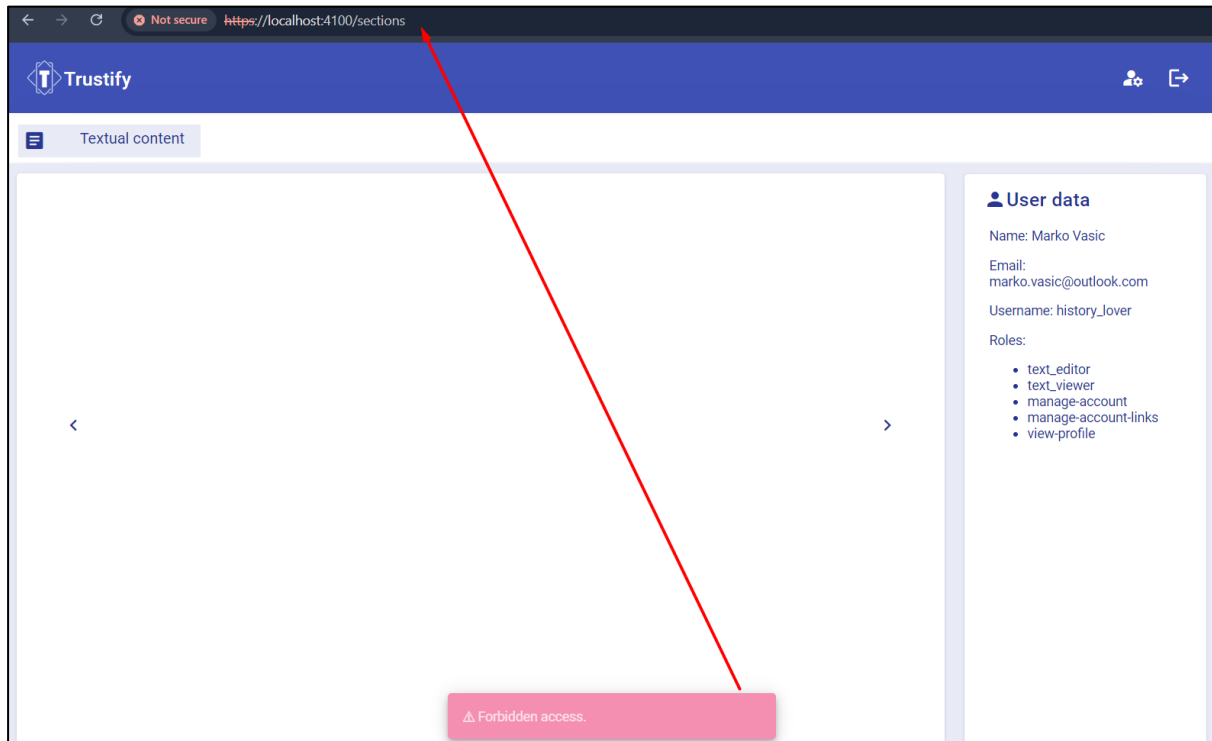 Not secure https://localhost:4100/sections
T Trustify
Textual content
User data
Name: Marko Vasic
Email:
marko.vasic@outlook.com
Username: history_lover
Roles:
text_editor
text_viewer
manage-account
manage-account-links
view-profile
Forbidden access.